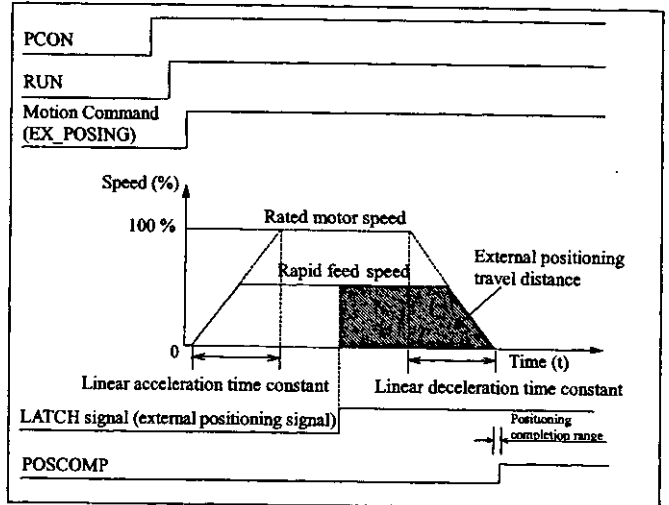 PCON
RUN
Motion Command
(EX_POSING)
Speed (%)
100 %
Rated motor speed
Rapid feed speed
External positioning
travel distance
0
Time (t)
Linear acceleration time constant
Linear deceleration time constant
LATCH signal (external positioning signal)
Positioning
completion range
POSCOMP